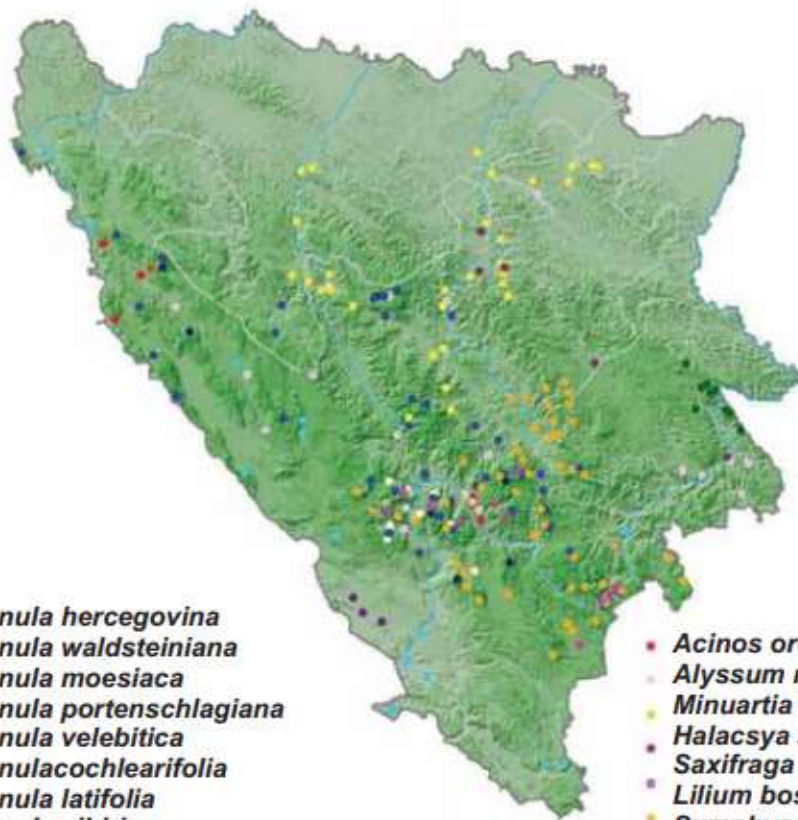 nula hercegovina
nula waldsteiniana
nula moesiaca
nula portenschlagiana
nula velebitica
nulacochlearifolia
nula latifolia
Acinos or
Alyssum
Minuartia
Halacsya
Saxifraga
Lilium bos